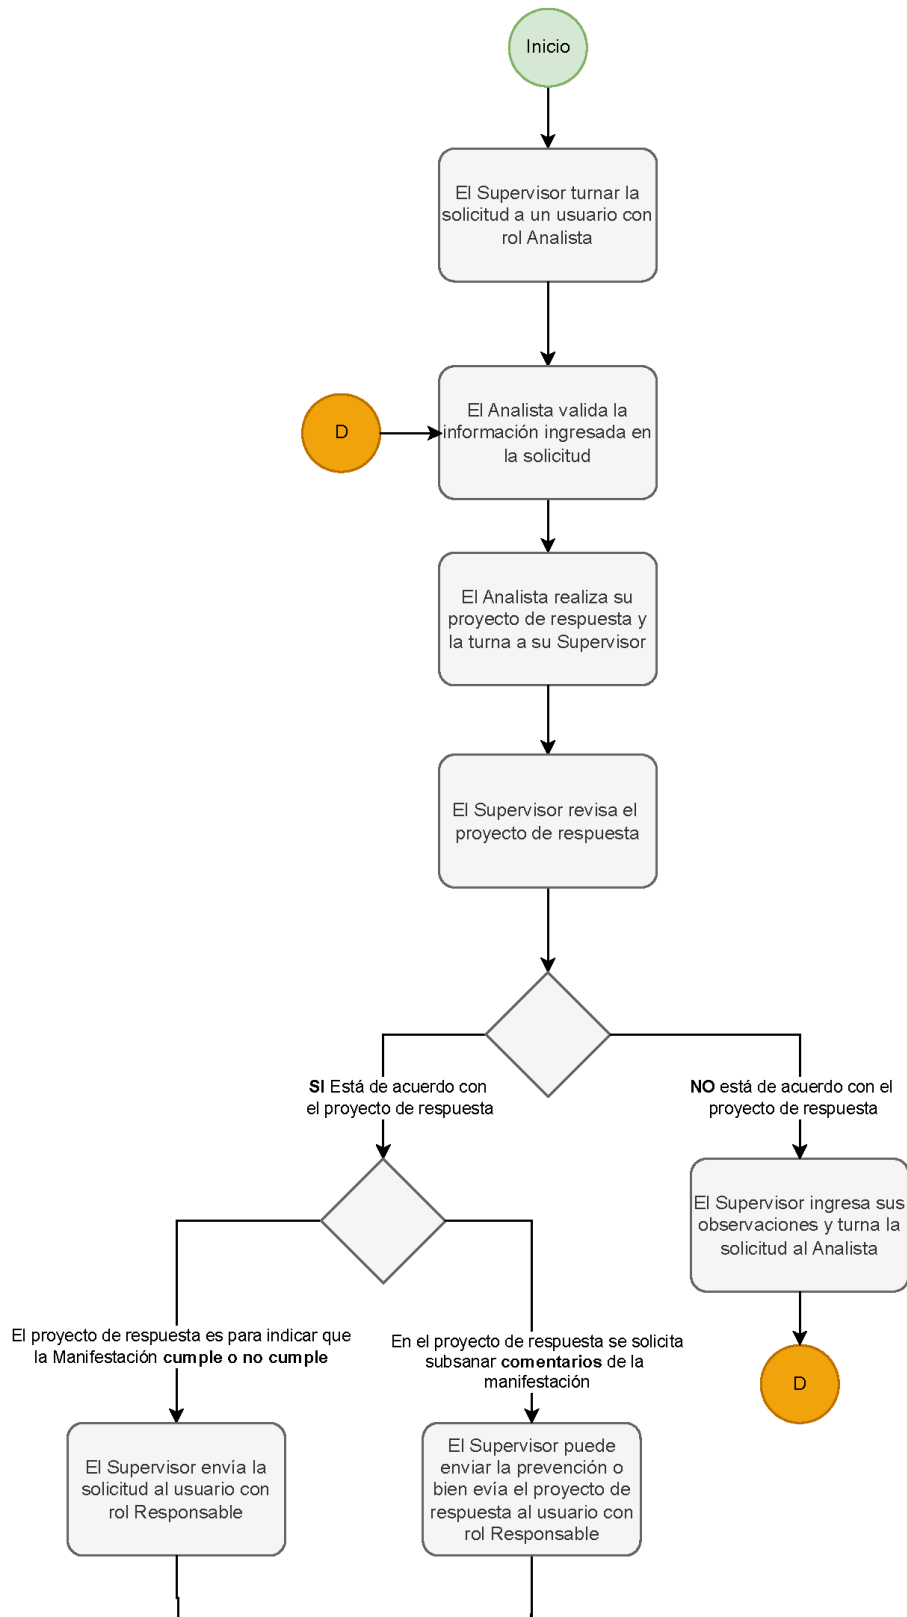 Inicio
El Supervisor turnar la
solicitud a un usuario con
rol Analista
D
El Analista valida la
información ingresada en
la solicitud
El Analista realiza su
proyecto de respuesta y
la turna a su Supervisor
El Supervisor revisa el
proyecto de respuesta
SI Está de acuerdo con
el proyecto de respuesta
NO está de acuerdo con el
proyecto de respuesta
El Supervisor ingresa sus
observaciones y turna la
solicitud al Analista
El proyecto de respuesta es para indicar que
la Manifestación cumple o no cumple
En el proyecto de respuesta se solicita
subsanar comentarios de la
manifestación
D
El Supervisor envía la
solicitud al usuario con
rol Responsable
El Supervisor puede
enviar la prevención o
bien evía el proyecto de
respuesta al usuario con
rol Responsable